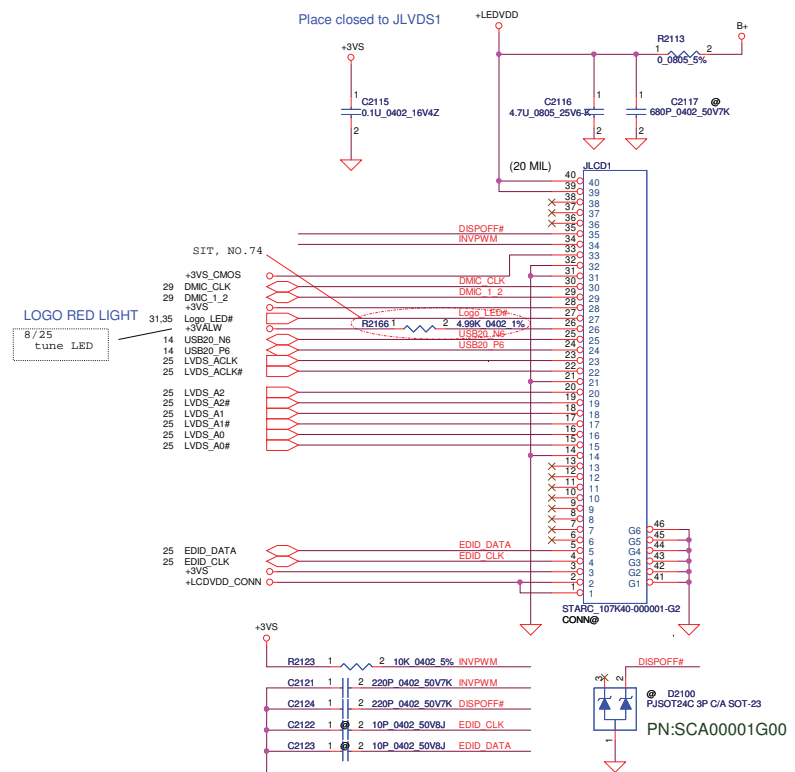 Place closed to JLVDS1
+LEDVDD
B+
+3VS
R2113
1 2
0_0805_5%
1
C2115
0.1U_0402_16V4Z
2
1
C2116
4.7U_0805_25V6-K
2
1
C2117 @
680P_0402_50V7K
2
(20 MIL)
JLCD1
40 40
39 39
38 38
37 37
36 36
DISPOFF# 35 35
INVPWM 34 34
SIT, NO.74
33 33
32 32
+3VS_CMOS 31 31
29 DMIC_CLK DMIC_CLK 30 30
29 DMIC_1_2 DMIC_1_2 29 29
+3VS 28 28
LOGO RED LIGHT
31,35 Logo_LED# Logo_LED# 27 27
+3VALW R2166 1 2 4.99K_0402_1% 26 26
8/25
tune LED
14 USB20_N6 USB20_N6 25 25
14 USB20_P6 USB20_P6 24 24
25 LVDS_ACLK 23 23
25 LVDS_ACLK# 22 22
21 21
25 LVDS_A2 20 20
25 LVDS_A2# 19 19
25 LVDS_A1 18 18
25 LVDS_A1# 17 17
25 LVDS_A0 16 16
25 LVDS_A0# 15 15
14 14
13 13
12 12
11 11
10 10
9 9
8 8
7 7
6 6
25 EDID_DATA EDID_DATA 5 5
25 EDID_CLK EDID_CLK 4 4
+3VS 3 3
+LCDVDD_CONN 2 2
1 1
G6 46
G5 45
G4 44
G3 43
G2 42
G1 41
STARC_107K40-000001-G2
CONN@
+3VS
R2123 1 2 10K_0402_5% INVPWM
C2121 1 2 220P_0402_50V7K INVPWM
C2124 1 2 220P_0402_50V7K DISPOFF#
C2122 1 @ 2 10P_0402_50V8J EDID_CLK
C2123 1 @ 2 10P_0402_50V8J EDID_DATA
DISPOFF#
3 2
1
@ D2100
PJSOT24C 3P C/A SOT-23
PN:SCA00001G00